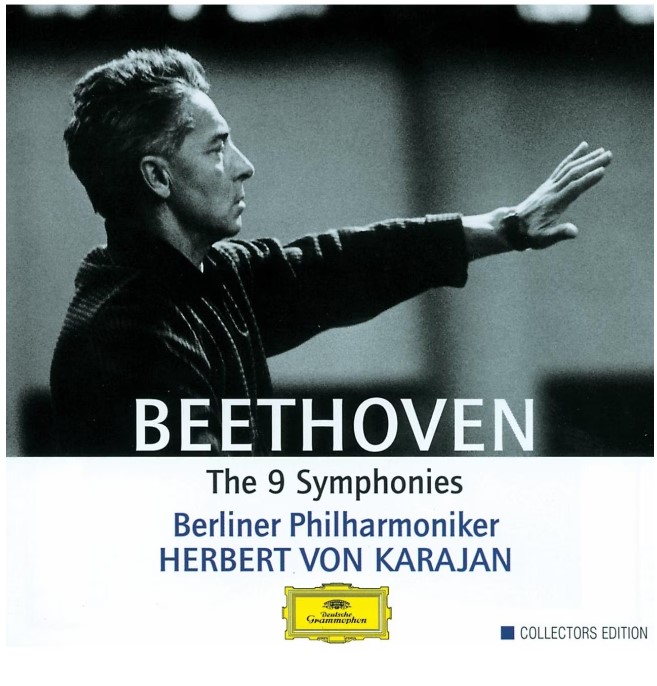 BEETHOVEN
The 9 Symphonies
Berliner Philharmoniker
HERBERT VON KARAJAN
Deutsche
Grammophon
COLLECTORS EDITION